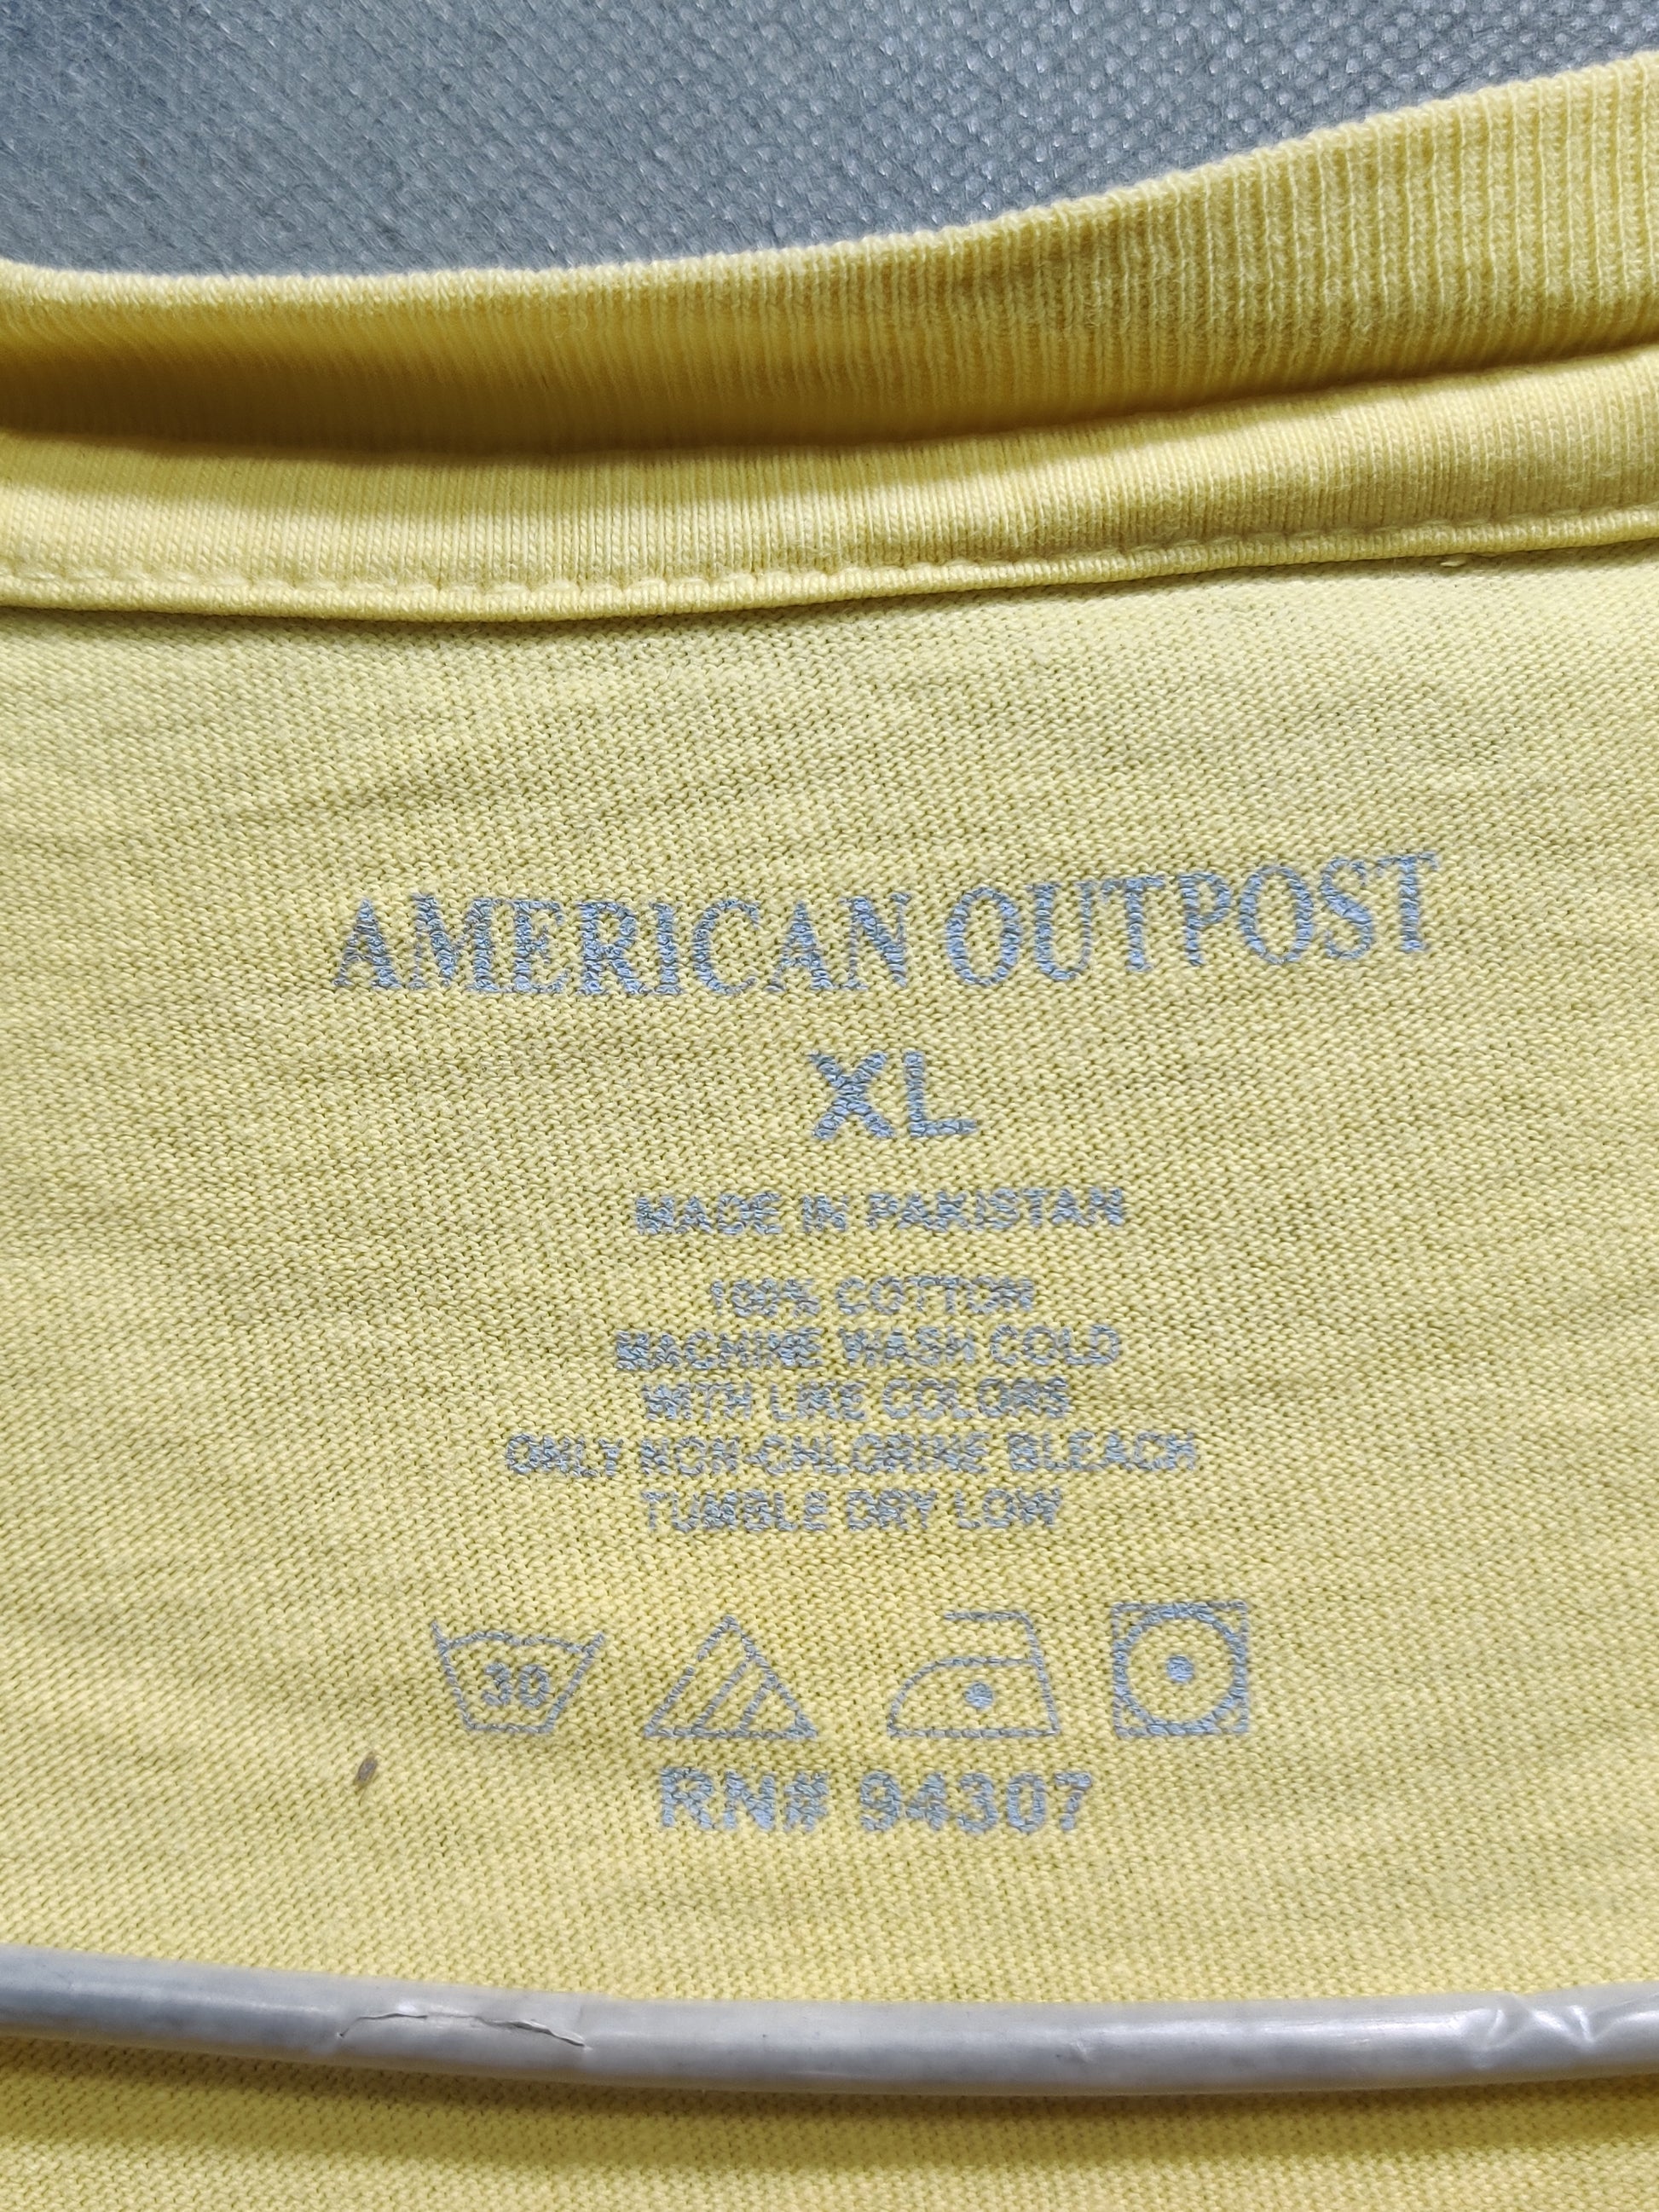 AMERICAN OUTPOST
XL
MADE IN PAKISTAN
100% COTTON
MACHINE WASH COLD
WITH LIKE COLORS
ONLY NON-CHLORINE BLEACH
TUMBLE DRY LOW
30
RN# 94307